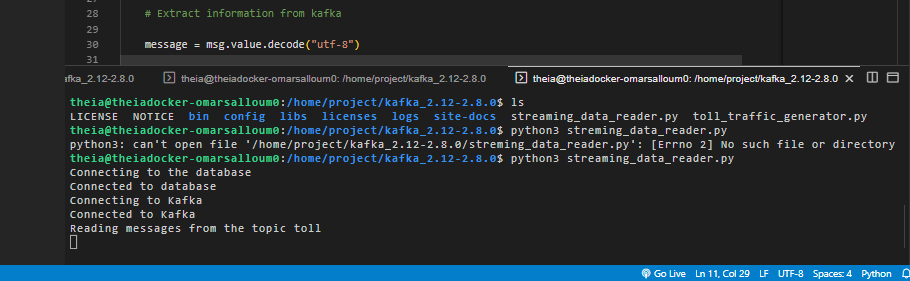 27
28 # Extract information from kafka
29
30 message = msg.value.decode("utf-8")
31
afka_2.12-2.8.0 theia@theiadocker-omarsalloum0: /home/project/kafka_2.12-2.8.0 theia@theiadocker-omarsalloum0: /home/project/kafka_2.12-2.8.0
theia@theiadocker-omarsalloum0:/home/project/kafka_2.12-2.8.0$ ls
LICENSE NOTICE bin config libs licenses logs site-docs streaming_data_reader.py toll_traffic_generator.py
theia@theiadocker-omarsalloum0:/home/project/kafka_2.12-2.8.0$ python3 streming_data_reader.py
python3: can't open file '/home/project/kafka_2.12-2.8.0/streming_data_reader.py': [Errno 2] No such file or directory
theia@theiadocker-omarsalloum0:/home/project/kafka_2.12-2.8.0$ python3 streaming_data_reader.py
Connecting to the database
Connected to database
Connecting to Kafka
Connected to Kafka
Reading messages from the topic toll
Go Live Ln 11, Col 29 LF UTF-8 Spaces: 4 Python